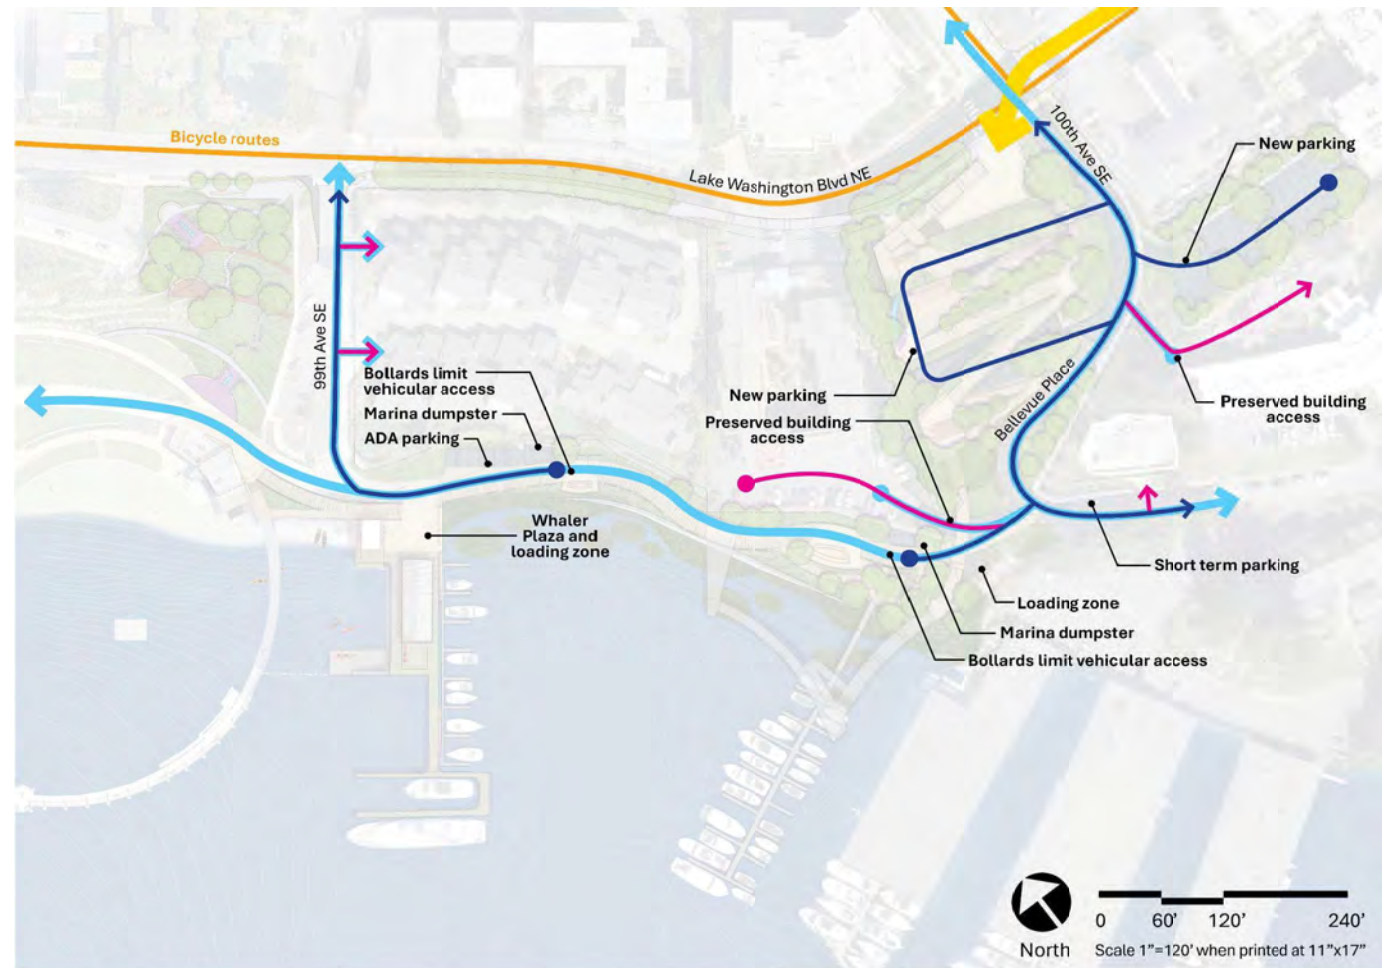 Bicycle routes
Lake Washington Blvd NE
100th Ave SE
New parking
99th Ave SE
Bollards limit
vehicular access
Marina dumpster
ADA parking
New parking
Preserved building
access
Bellevue Place
Preserved building
access
Whaler
Plaza and
loading zone
Short term parking
Loading zone
Marina dumpster
Bollards limit vehicular access
North
0 60’ 120’ 240’
Scale 1”=120’ when printed at 11”x17”